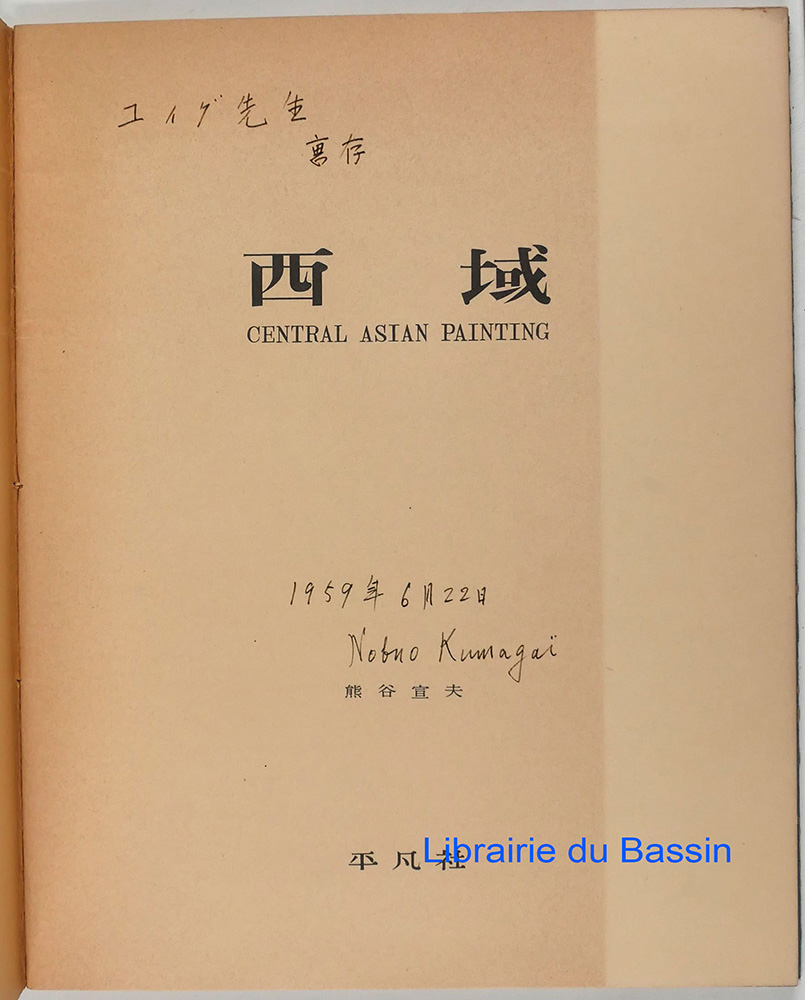 ユイグ先生
恵存
西域
CENTRAL ASIAN PAINTING
1959年6月22日
Nobuo Kumagaï
熊谷宣夫
平凡社
Librairie du Bassin